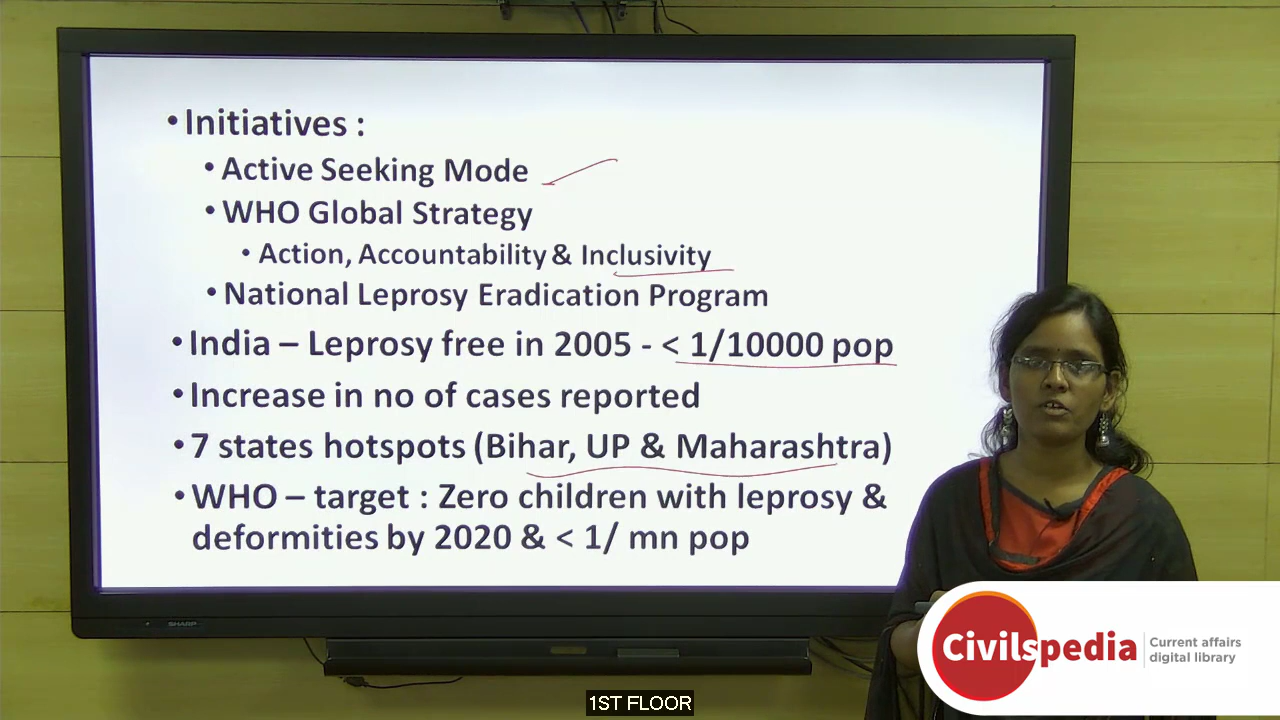 •Initiatives :
•Active Seeking Mode
•WHO Global Strategy
•Action, Accountability & Inclusivity
•National Leprosy Eradication Program
•India – Leprosy free in 2005 - < 1/10000 pop
•Increase in no of cases reported
•7 states hotspots (Bihar, UP & Maharashtra)
•WHO – target : Zero children with leprosy &
deformities by 2020 & < 1/ mn pop
SHARP
Civilspedia
Current affairs
digital library
1ST FLOOR